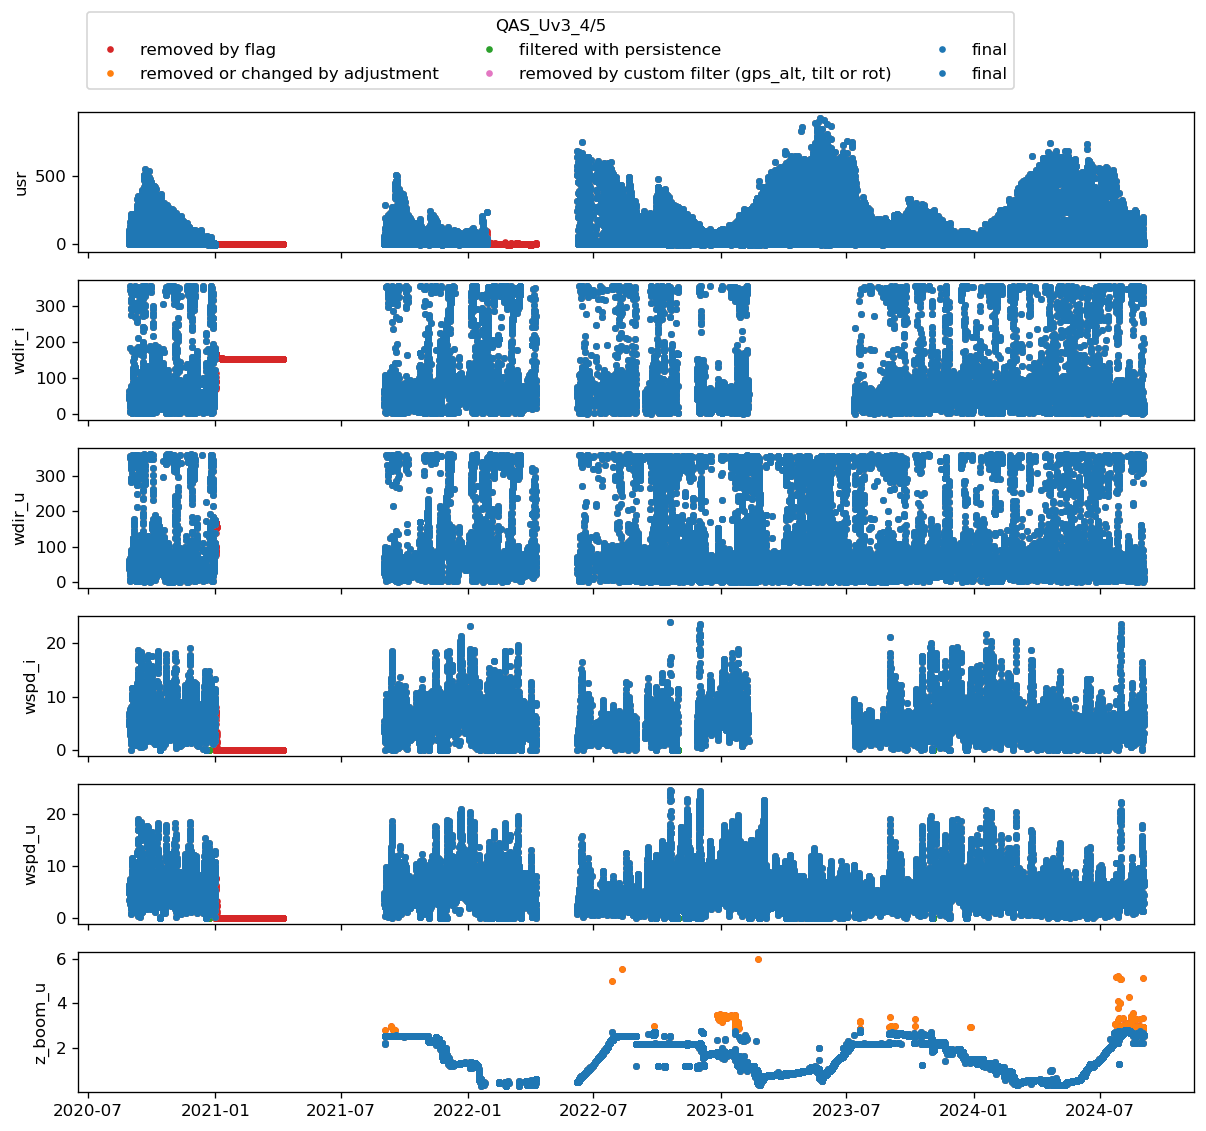 QAS_Uv3_4/5
removed by flag
filtered with persistence
final
removed or changed by adjustment
removed by custom filter (gps_alt, tilt or rot)
final
usr
500
0
wdir_i
300
200
100
0
wdir_u
300
200
100
0
wspd_i
20
10
0
wspd_u
20
10
0
z_boom_u
6
4
2
2020-07
2021-01
2021-07
2022-01
2022-07
2023-01
2023-07
2024-01
2024-07